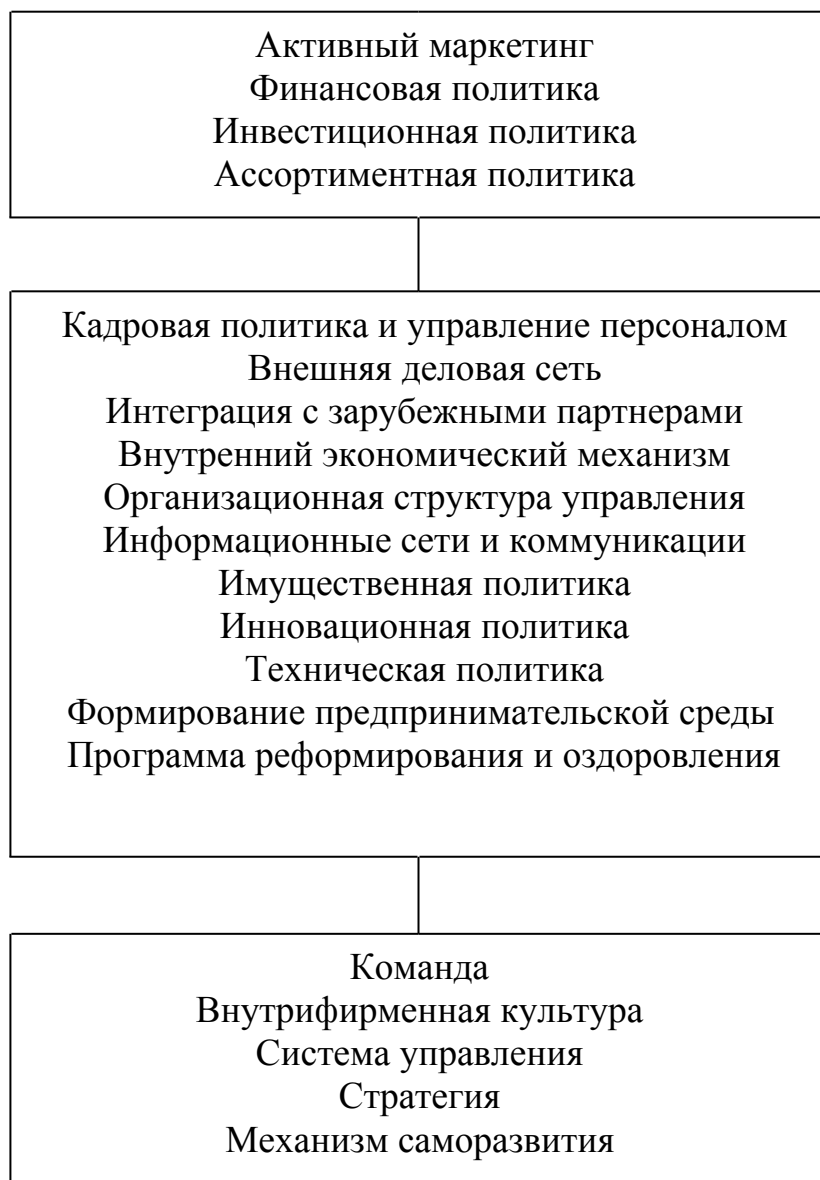 Активный маркетинг
Финансовая политика
Инвестиционная политика
Ассортиментная политика
Кадровая политика и управление персоналом
Внешняя деловая сеть
Интеграция с зарубежными партнерами
Внутренний экономический механизм
Организационная структура управления
Информационные сети и коммуникации
Имущественная политика
Инновационная политика
Техническая политика
Формирование предпринимательской среды
Программа реформирования и оздоровления
Команда
Внутрифирменная культура
Система управления
Стратегия
Механизм саморазвития